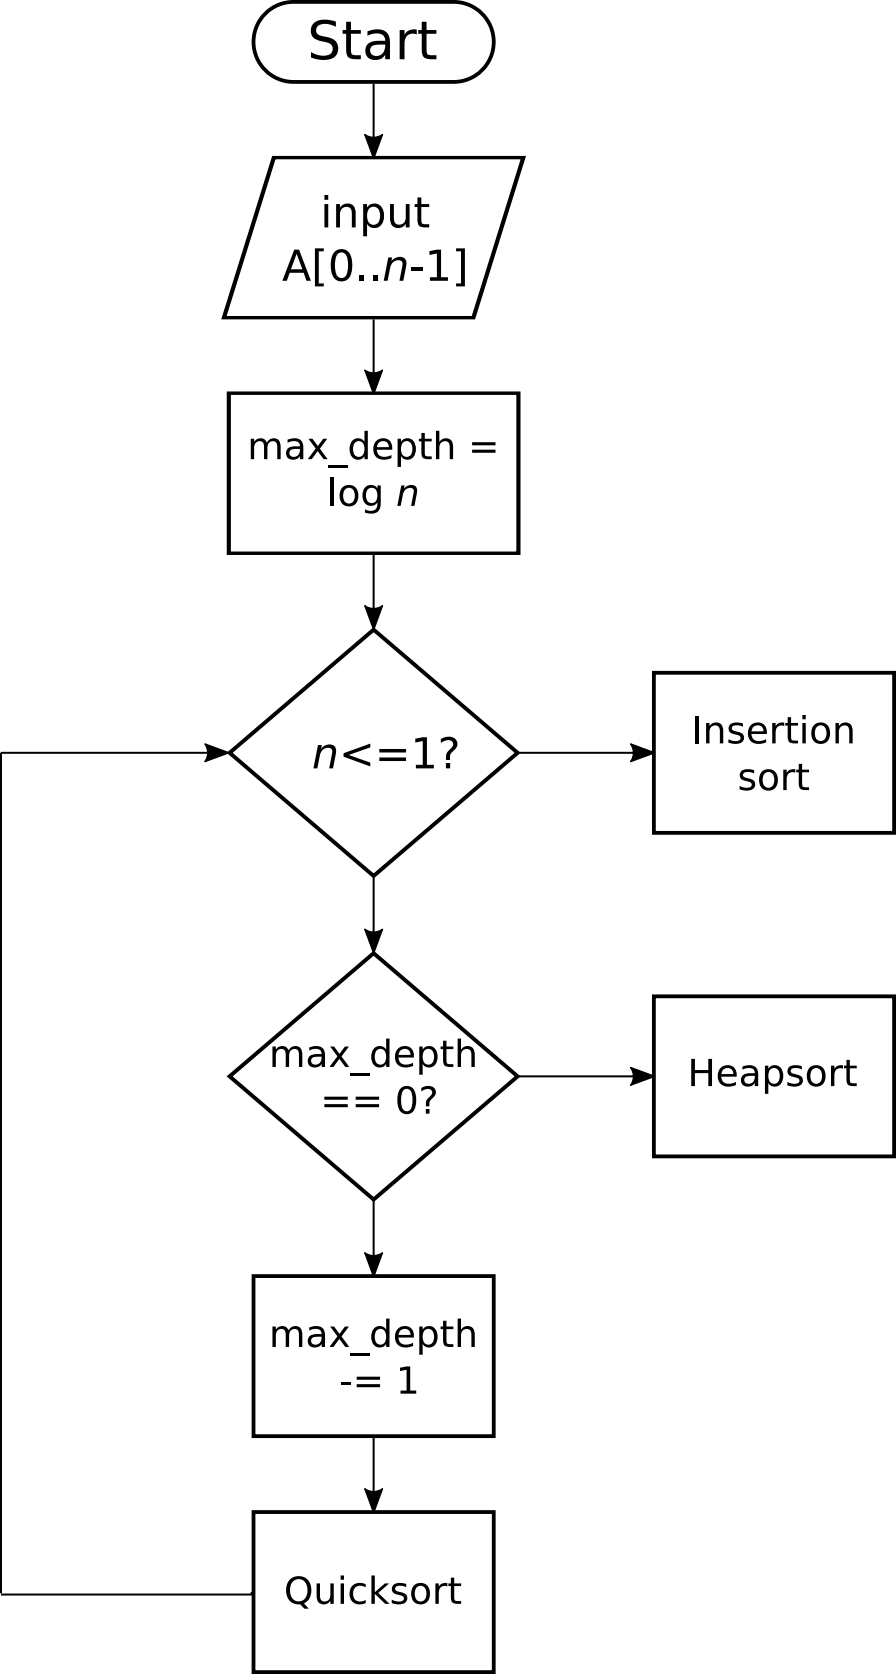 Start
input
A[0..n-1]
max_depth =
log n
n<=1?
Insertion
sort
max_depth
== 0?
Heapsort
max_depth
-= 1
Quicksort